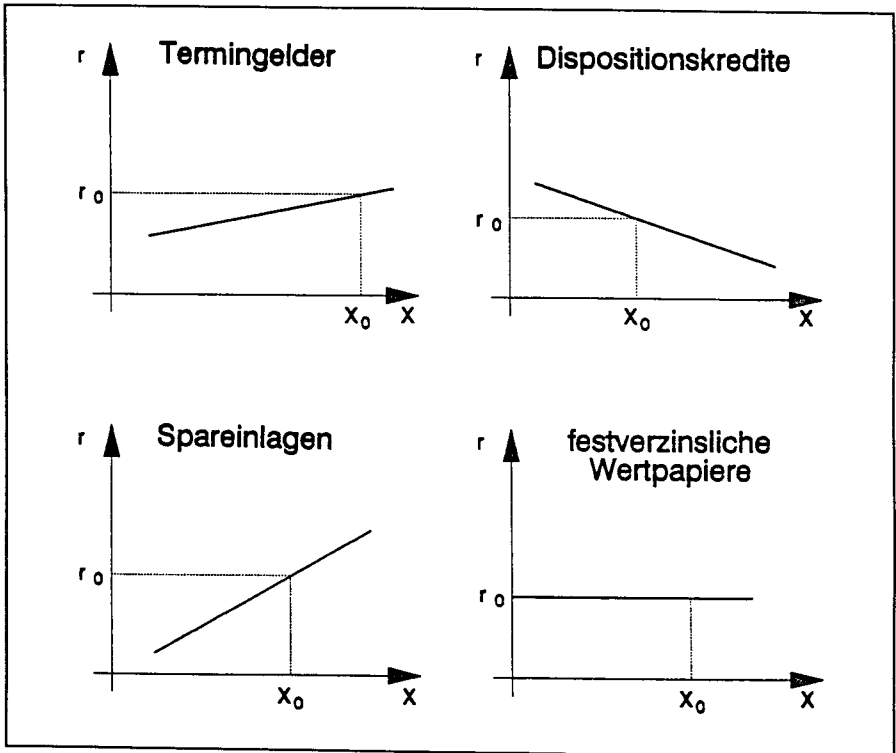 r Termingelder
r₀
x₀ x
r Dispositionskredite
r₀
x₀ x
r Spareinlagen
r₀
x₀ x
r festverzinsliche
Wertpapiere
r₀
x₀ x